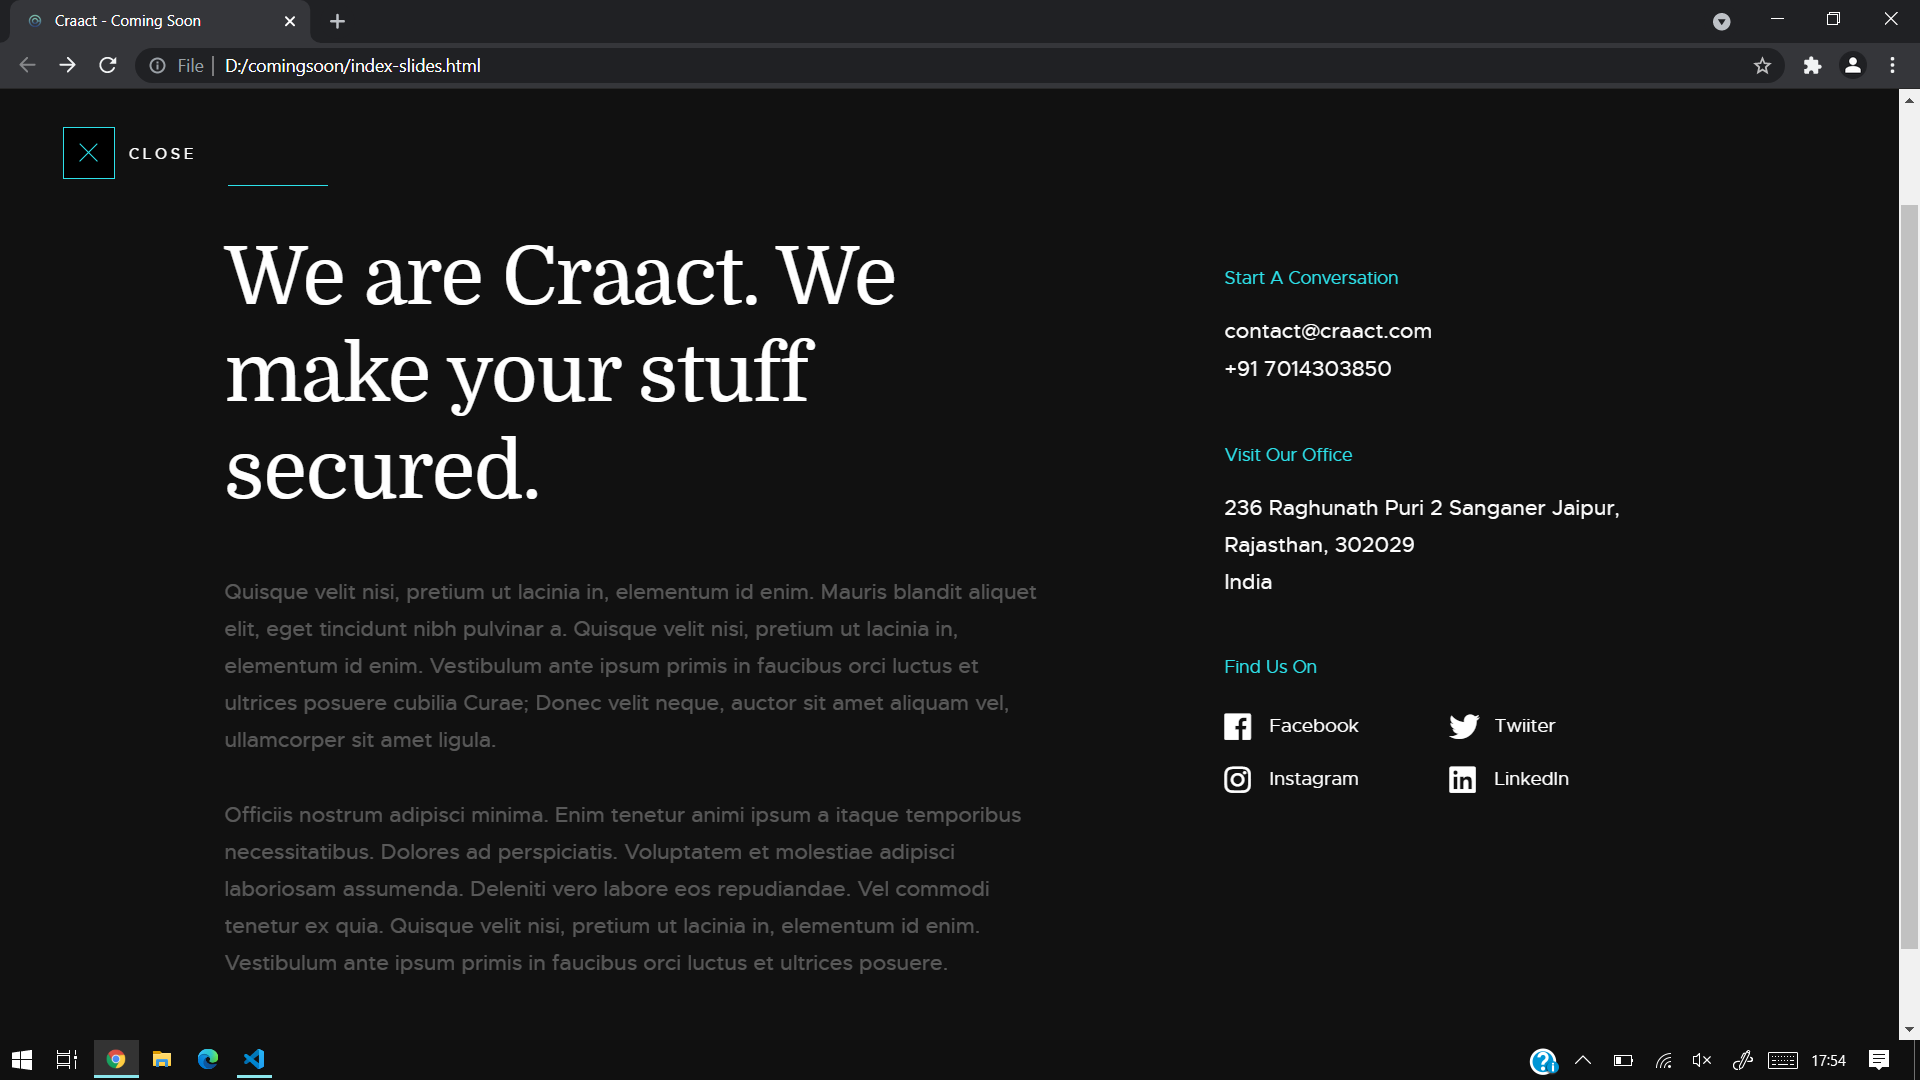 Craact - Coming Soon
File
D:/comingsoon/index-slides.html
CLOSE
We are Craact. We
make your stuff
secured.
Quisque velit nisi, pretium ut lacinia in, elementum id enim. Mauris blandit aliquet
elit, eget tincidunt nibh pulvinar a. Quisque velit nisi, pretium ut lacinia in,
elementum id enim. Vestibulum ante ipsum primis in faucibus orci luctus et
ultrices posuere cubilia Curae; Donec velit neque, auctor sit amet aliquam vel,
ullamcorper sit amet ligula.
Officiis nostrum adipisci minima. Enim tenetur animi ipsum a itaque temporibus
necessitatibus. Dolores ad perspiciatis. Voluptatem et molestiae adipisci
laboriosam assumenda. Deleniti vero labore eos repudiandae. Vel commodi
tenetur ex quia. Quisque velit nisi, pretium ut lacinia in, elementum id enim.
Vestibulum ante ipsum primis in faucibus orci luctus et ultrices posuere.
Start A Conversation
contact@craact.com
+91 7014303850
Visit Our Office
236 Raghunath Puri 2 Sanganer Jaipur,
Rajasthan, 302029
India
Find Us On
Facebook
Twiiter
Instagram
LinkedIn
17:54